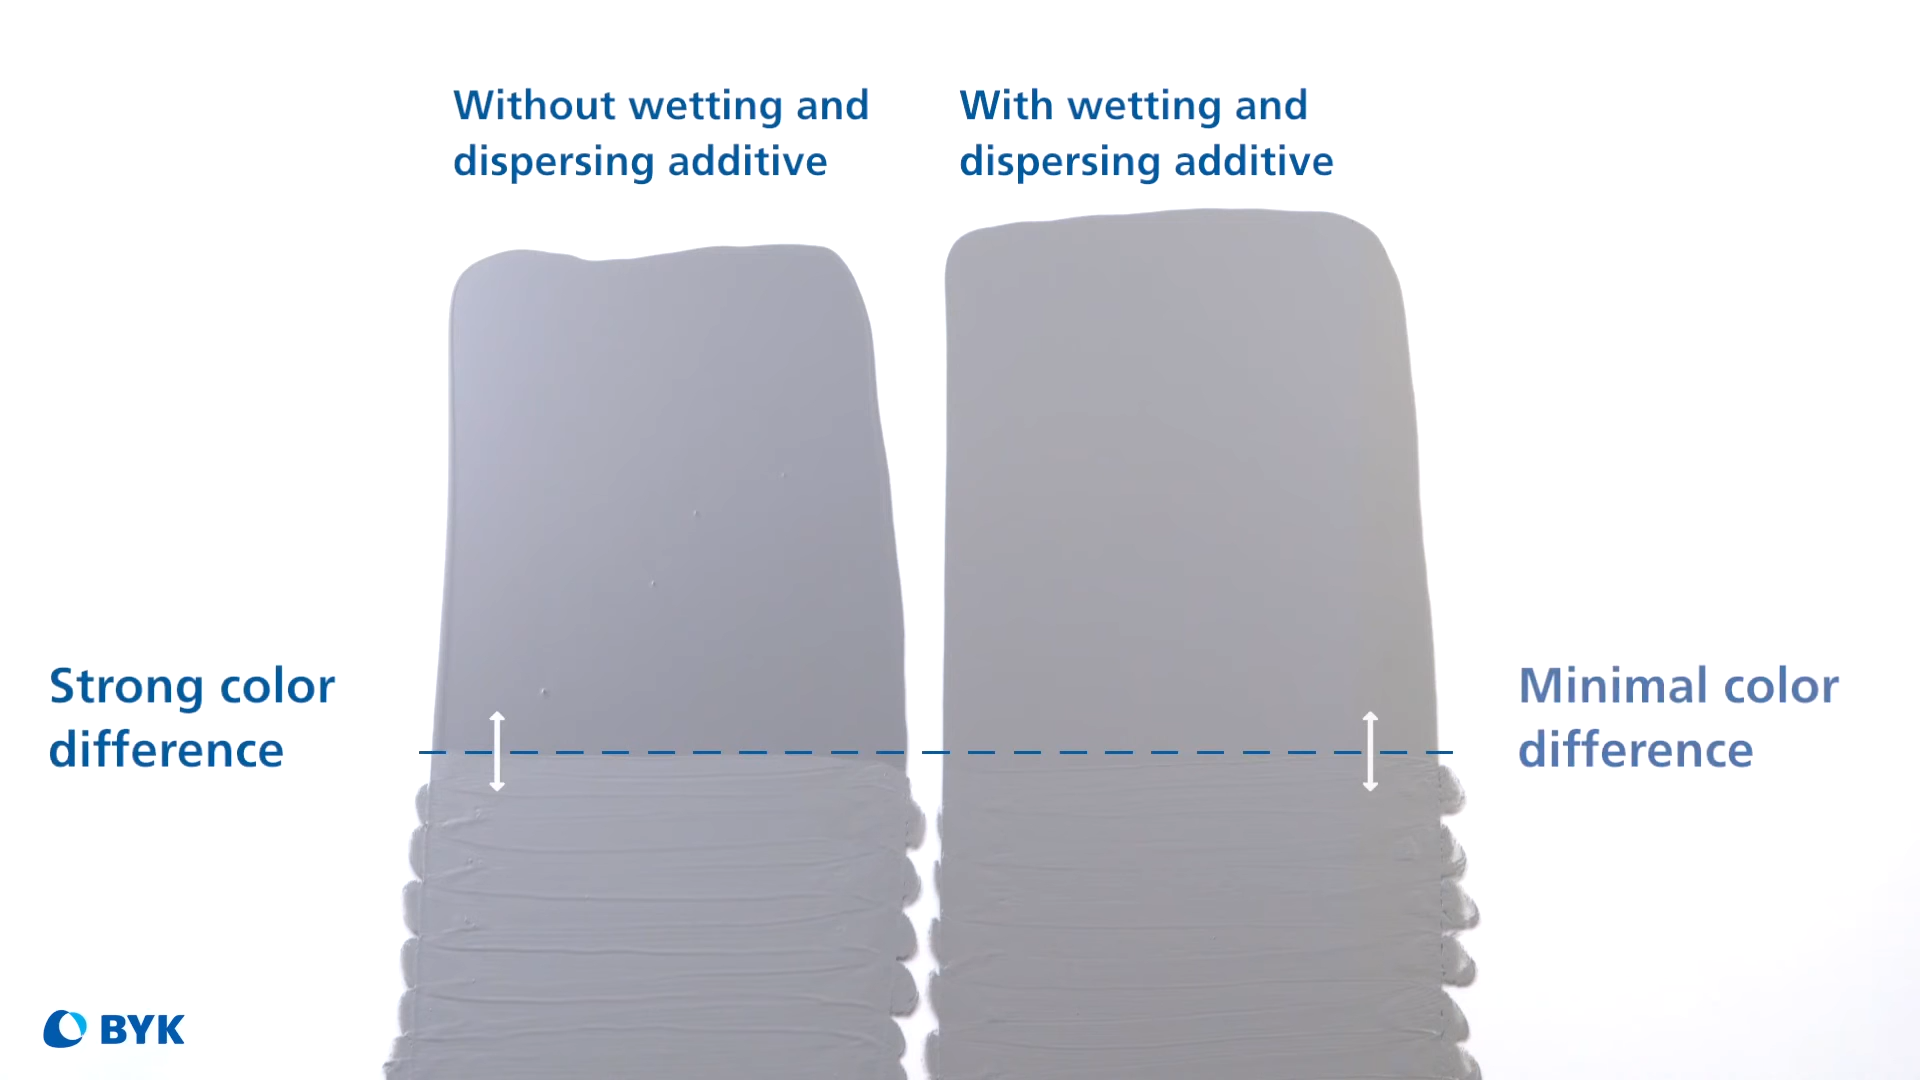 Without wetting and
dispersing additive
With wetting and
dispersing additive
Strong color
difference
Minimal color
difference
BYK